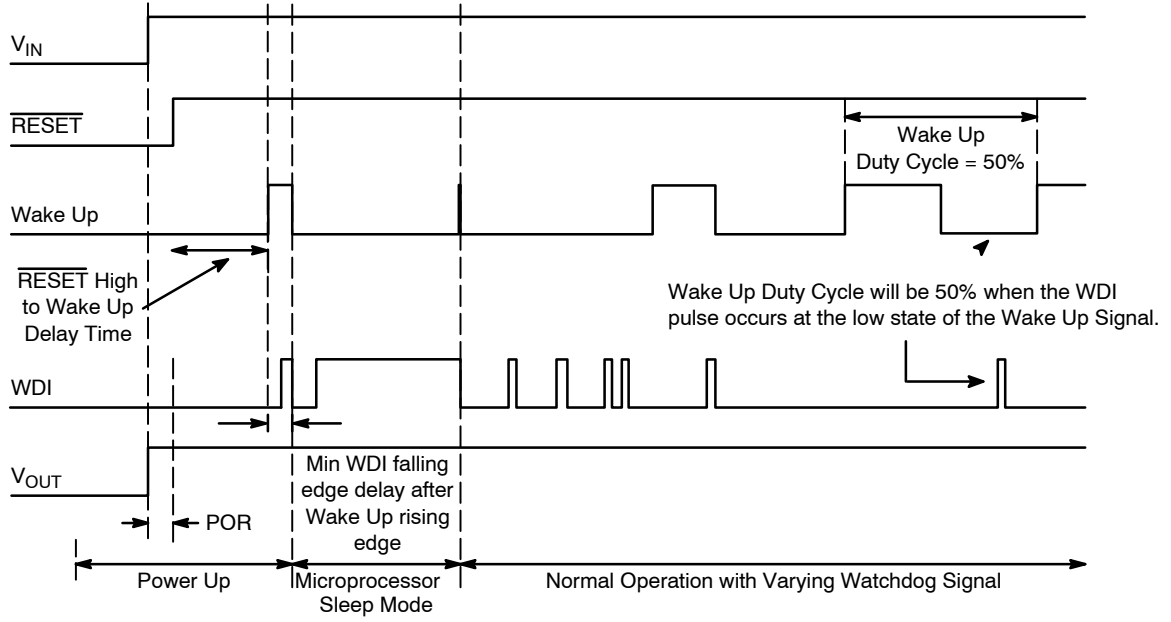 VIN
RESET
Wake Up
Duty Cycle = 50%
Wake Up
RESET High
to Wake Up
Delay Time
Wake Up Duty Cycle will be 50% when the WDI
pulse occurs at the low state of the Wake Up Signal.
WDI
VOUT
Min WDI falling
edge delay after
Wake Up rising
edge
POR
Power Up
Microprocessor
Sleep Mode
Normal Operation with Varying Watchdog Signal